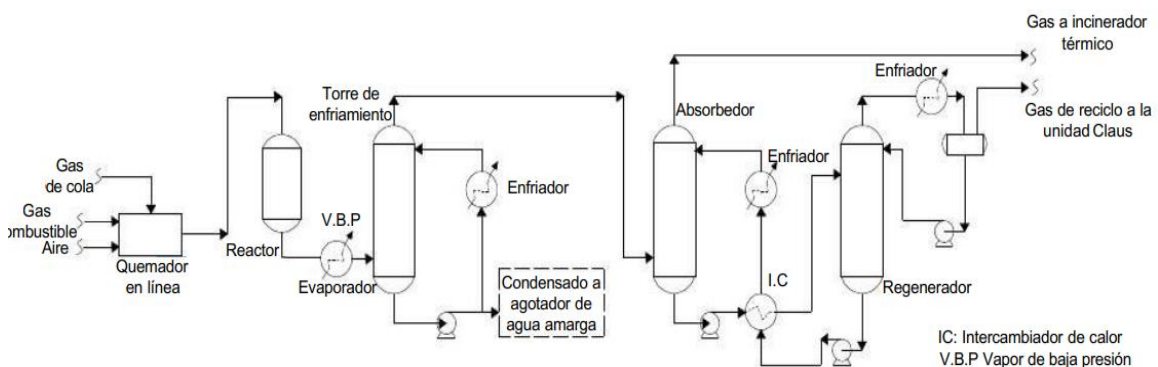 Gas a incinerador
térmico
Enfriador
Gas de reciclo a la
unidad Claus
Torre de
enfriamiento
Absorbedor
Gas
de cola
Enfriador
Enfriador
Gas
ombustible
Aire
V.B.P
Reactor
Quemador
en línea
Evaporador
Condensado a
agotador de
agua amarga
I.C
Regenerador
IC: Intercambiador de calor
V.B.P Vapor de baja presión